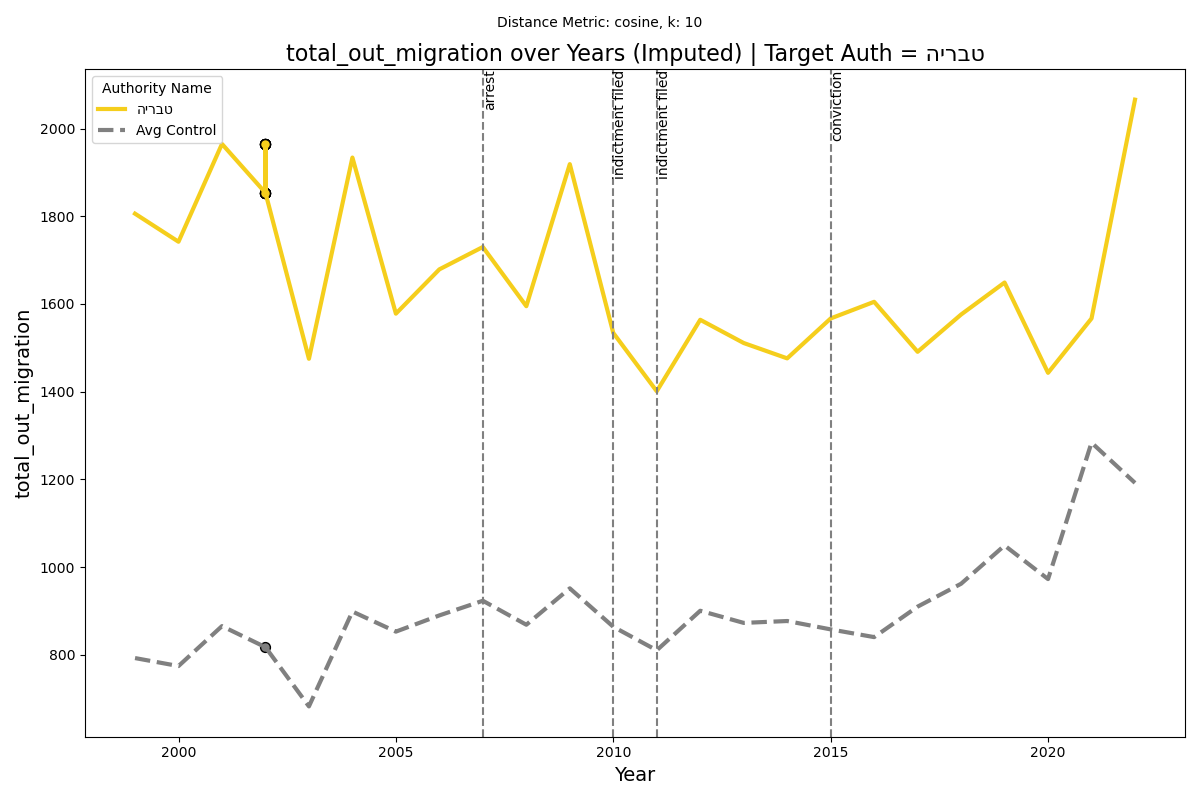 Distance Metric: cosine, k: 10
total_out_migration over Years (Imputed) | Target Auth = טבריה
Authority Name
טבריה
Avg Control
arrest
indictment filed
indictment filed
conviction
total_out_migration
2000
1800
1600
1400
1200
1000
800
2000
2005
2010
2015
2020
Year